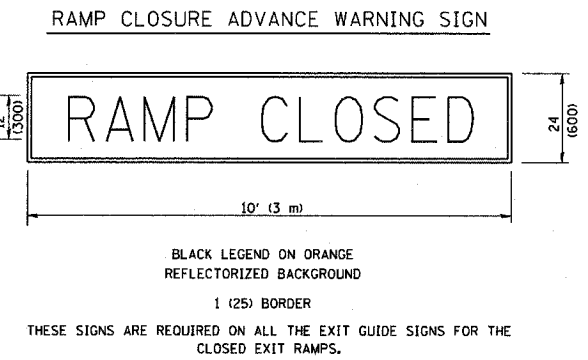 RAMP CLOSURE ADVANCE WARNING SIGN
RAMP CLOSED
12
(300)
24
(600)
10' (3 m)
BLACK LEGEND ON ORANGE
REFLECTORIZED BACKGROUND
1 (25) BORDER
THESE SIGNS ARE REQUIRED ON ALL THE EXIT GUIDE SIGNS FOR THE
CLOSED EXIT RAMPS.